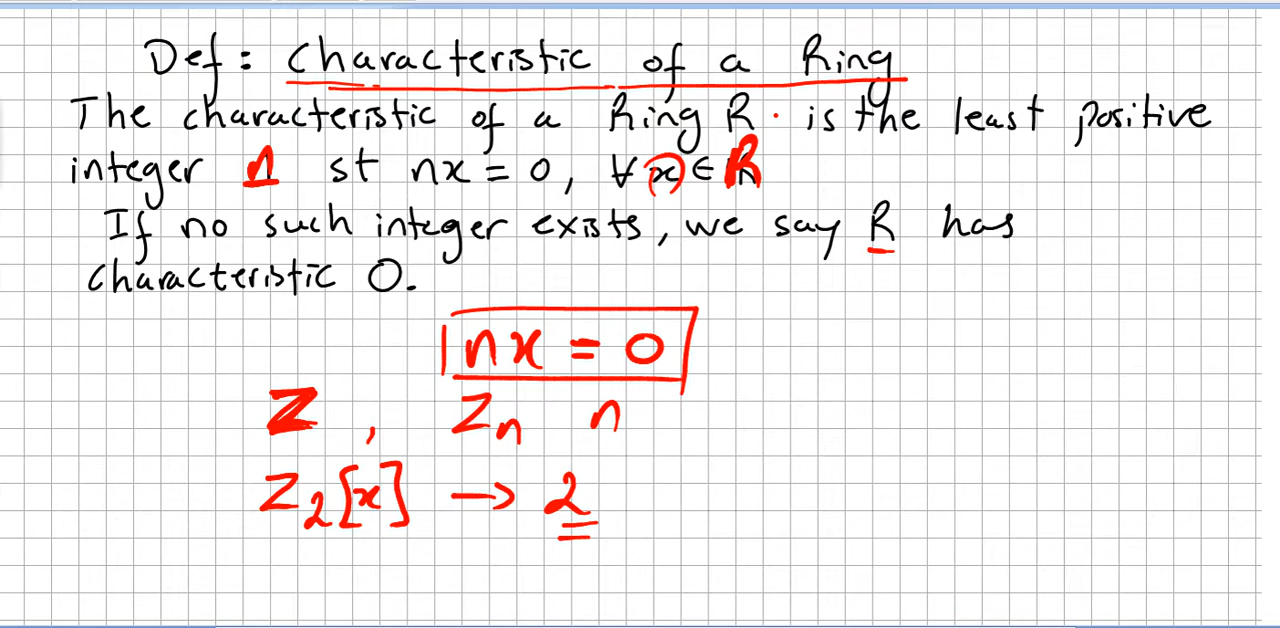 Def: Characteristic of a Ring
The characteristic of a Ring R. is the least positive
integer n st nx = 0, ∀x∈R
If no such integer exists, we say R has
characteristic 0.
nx = 0
Z, Zn n
Z2[x] → 2